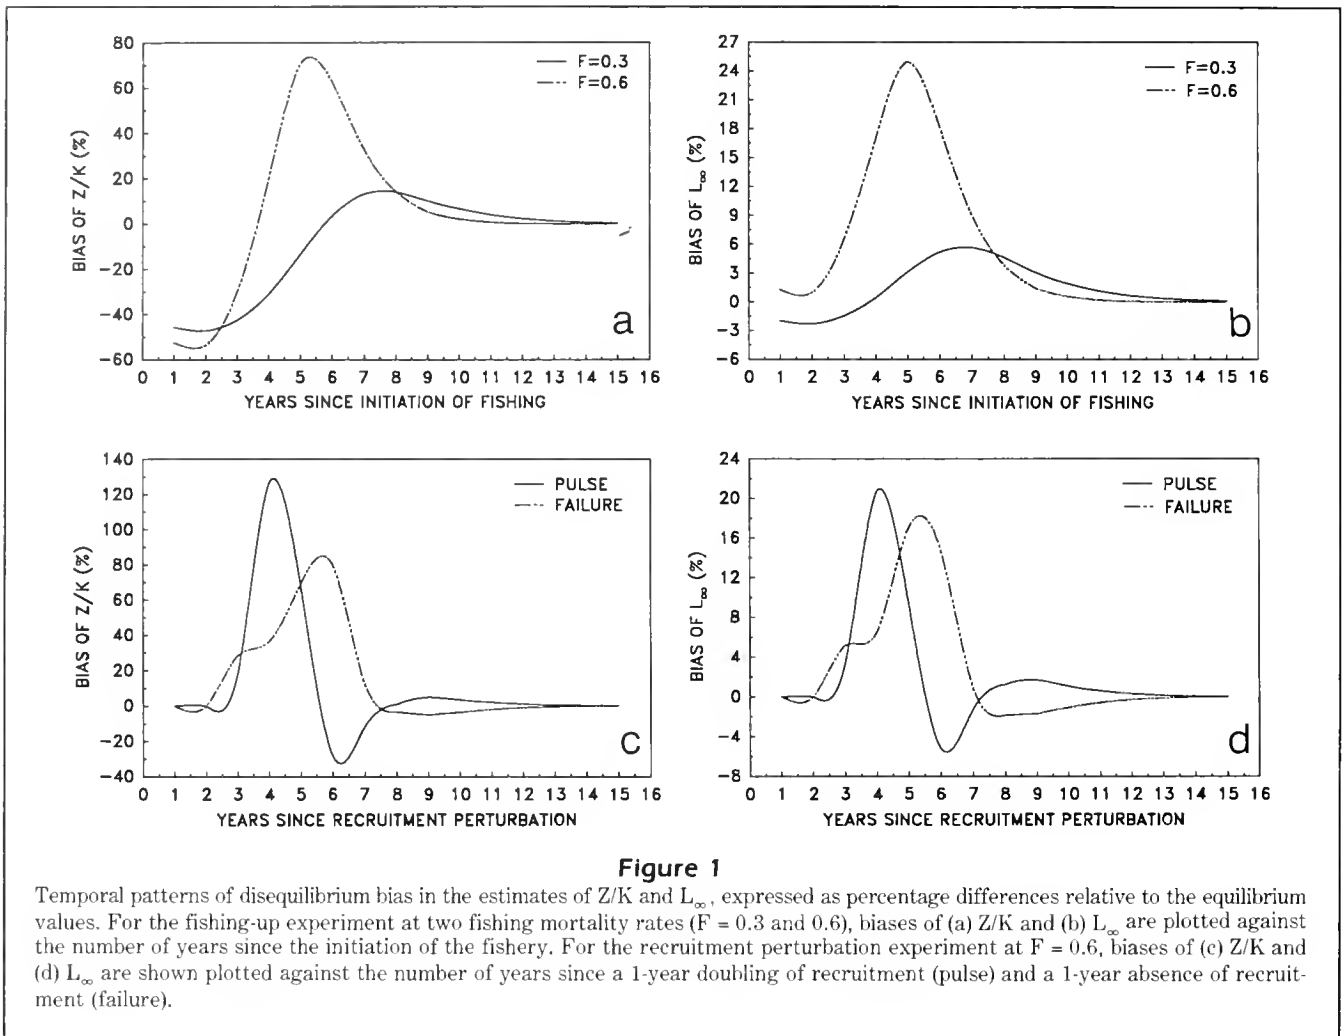 80
60
40
20
0
−20
−40
−60
BIAS OF Z/K (%)
F=0.3
F=0.6
a
0 1 2 3 4 5 6 7 8 9 10 11 12 13 14 15 16
YEARS SINCE INITIATION OF FISHING
27
24
21
18
15
12
9
6
3
0
−3
−6
BIAS OF L∞ (%)
F=0.3
F=0.6
b
0 1 2 3 4 5 6 7 8 9 10 11 12 13 14 15 16
YEARS SINCE INITIATION OF FISHING
140
120
100
80
60
40
20
0
−20
−40
BIAS OF Z/K (%)
PULSE
FAILURE
c
0 1 2 3 4 5 6 7 8 9 10 11 12 13 14 15 16
YEARS SINCE RECRUITMENT PERTURBATION
24
20
16
12
8
4
0
−4
−8
BIAS OF L∞ (%)
PULSE
FAILURE
d
0 1 2 3 4 5 6 7 8 9 10 11 12 13 14 15 16
YEARS SINCE RECRUITMENT PERTURBATION
Figure 1
Temporal patterns of disequilibrium bias in the estimates of Z/K and L∞, expressed as percentage differences relative to the equilibrium
values. For the fishing-up experiment at two fishing mortality rates (F = 0.3 and 0.6), biases of (a) Z/K and (b) L∞ are plotted against
the number of years since the initiation of the fishery. For the recruitment perturbation experiment at F = 0.6, biases of (c) Z/K and
(d) L∞ are shown plotted against the number of years since a 1-year doubling of recruitment (pulse) and a 1-year absence of recruit-
ment (failure).